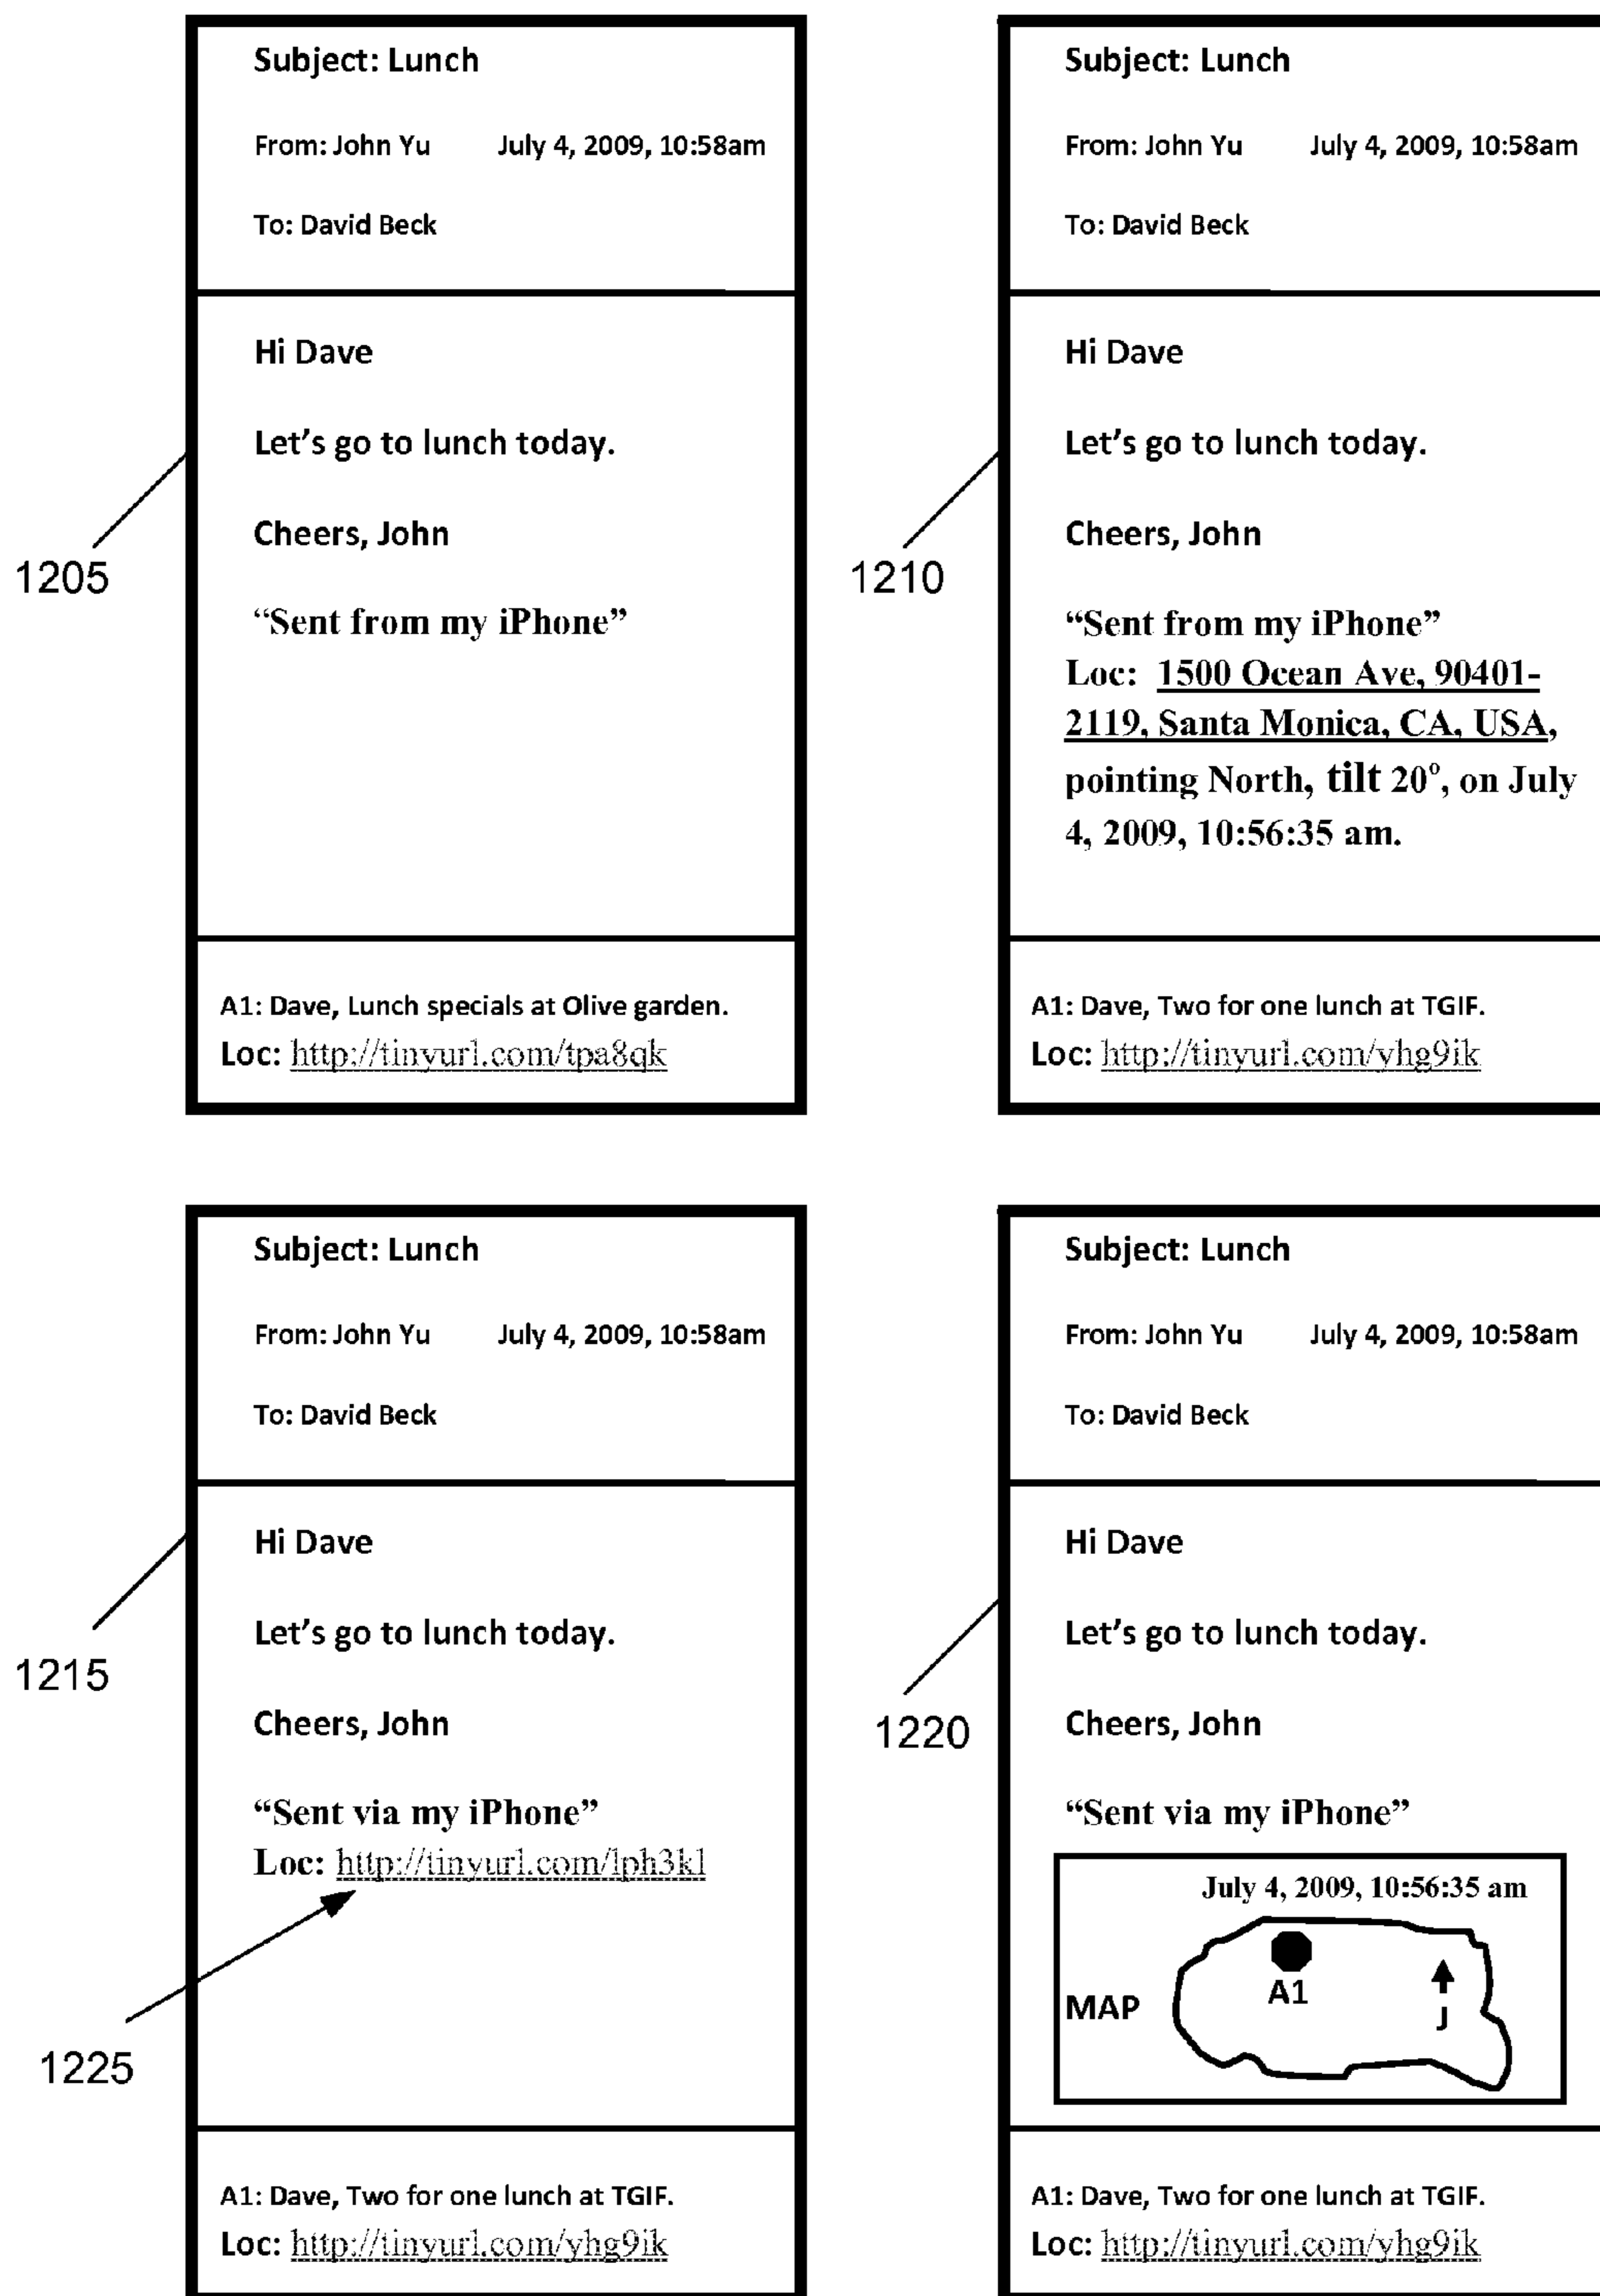 Subject: Lunch
From: John Yu July 4, 2009, 10:58am
To: David Beck
Hi Dave
Let's go to lunch today.
Cheers, John
“Sent from my iPhone”
A1: Dave, Lunch specials at Olive garden.
Loc: http://tinyurl.com/tpa8qk
1205
Subject: Lunch
From: John Yu July 4, 2009, 10:58am
To: David Beck
Hi Dave
Let's go to lunch today.
Cheers, John
“Sent from my iPhone”
Loc: 1500 Ocean Ave, 90401-
2119, Santa Monica, CA, USA,
pointing North, tilt 20°, on July
4, 2009, 10:56:35 am.
A1: Dave, Two for one lunch at TGIF.
Loc: http://tinyurl.com/yhg9ik
1210
Subject: Lunch
From: John Yu July 4, 2009, 10:58am
To: David Beck
Hi Dave
Let's go to lunch today.
Cheers, John
“Sent via my iPhone”
Loc: http://tinyurl.com/lph3kl
A1: Dave, Two for one lunch at TGIF.
Loc: http://tinyurl.com/yhg9ik
1215
1225
Subject: Lunch
From: John Yu July 4, 2009, 10:58am
To: David Beck
Hi Dave
Let's go to lunch today.
Cheers, John
“Sent via my iPhone”
July 4, 2009, 10:56:35 am
MAP
A1
J
A1: Dave, Two for one lunch at TGIF.
Loc: http://tinyurl.com/yhg9ik
1220